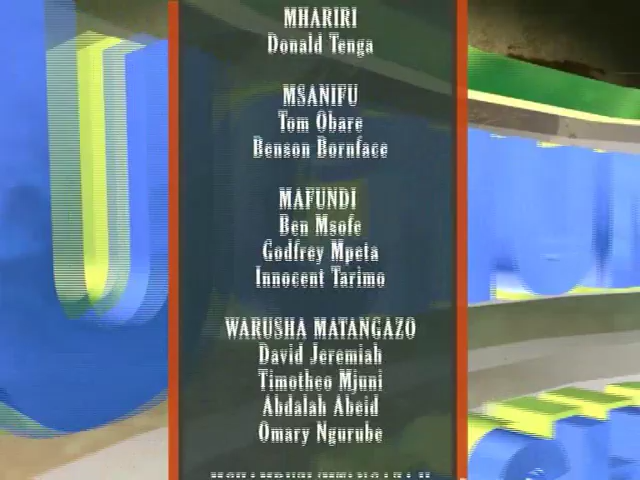 MHARIRI
Donald Tenga
MSANIFU
Tom Obare
Benson Bornface
MAFUNDI
Ben Msofe
Godfrey Mpeta
Innocent Tarimo
WARUSHA MATANGAZO
David Jeremiah
Timotheo Mjuni
Abdalah Abeid
Omary Ngurube